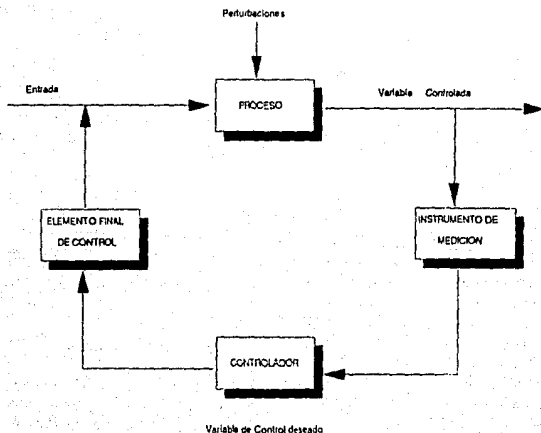 Perturbaciones
Entrada
PROCESO
Variable Controlada
ELEMENTO FINAL
DE CONTROL
INSTRUMENTO DE
MEDICION
CONTROLADOR
Variable de Control deseado